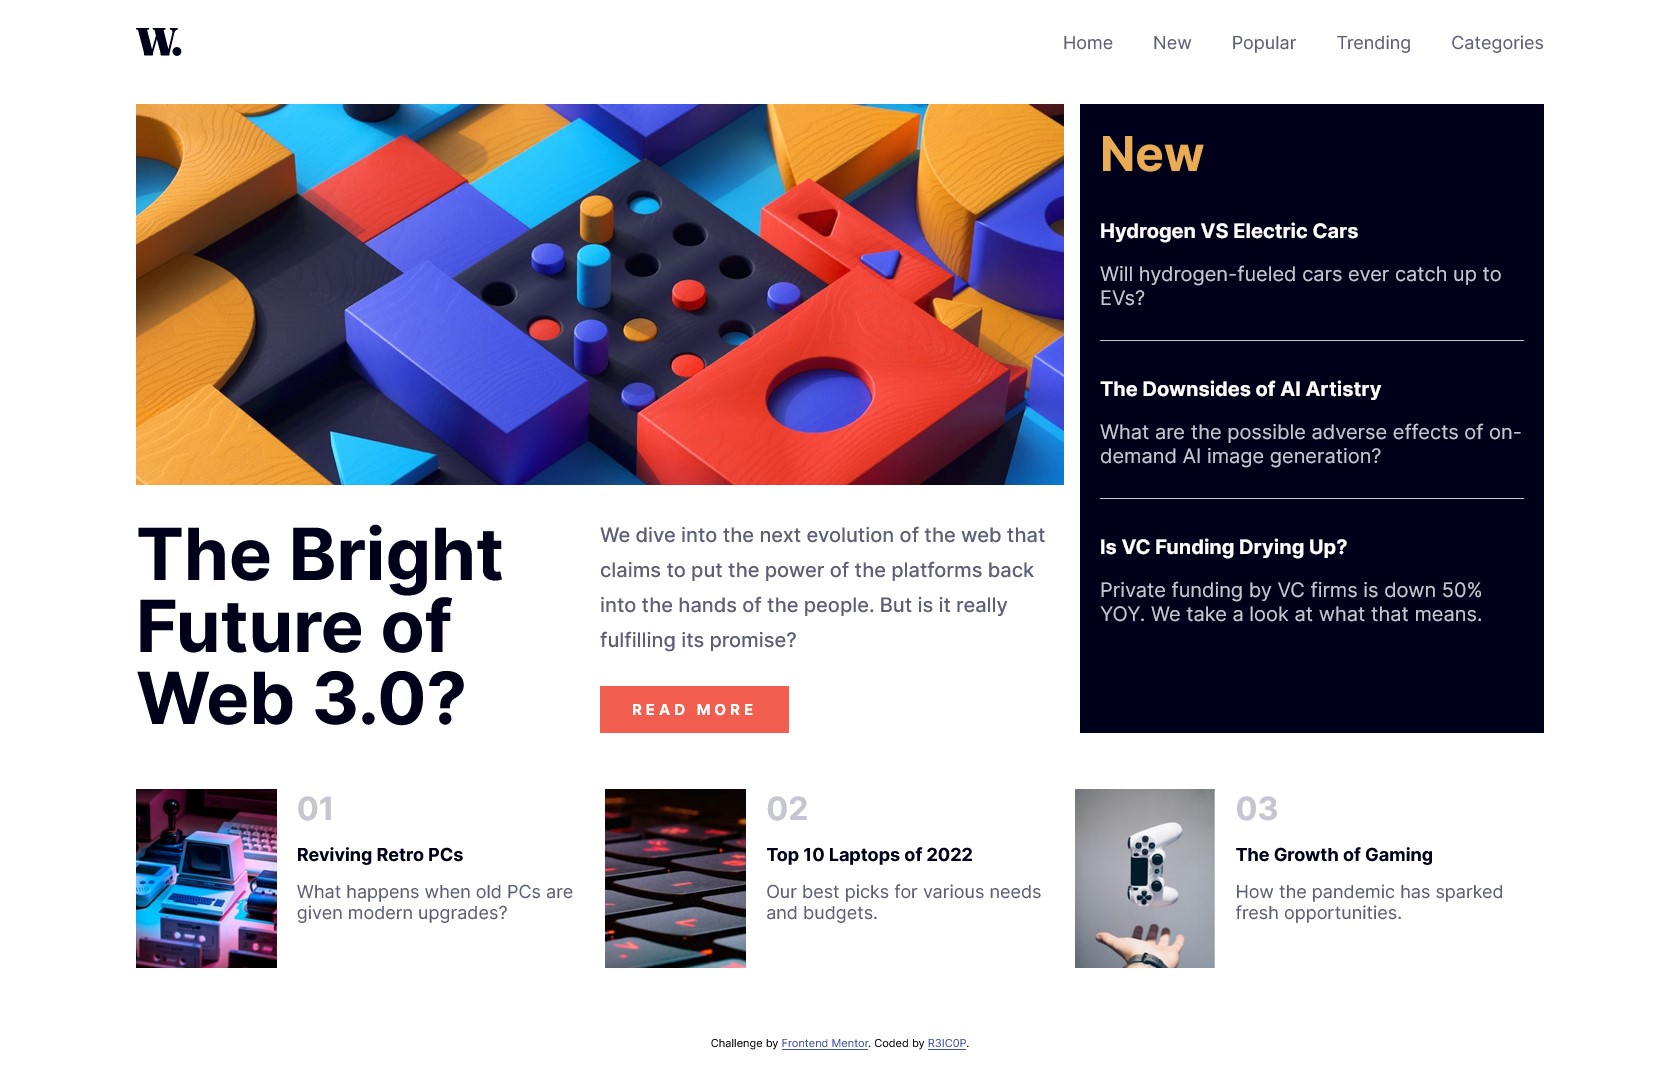 W.
Home New Popular Trending Categories
New
Hydrogen VS Electric Cars
Will hydrogen-fueled cars ever catch up to
EVs?
The Downsides of AI Artistry
What are the possible adverse effects of on-
demand AI image generation?
Is VC Funding Drying Up?
Private funding by VC firms is down 50%
YOY. We take a look at what that means.
The Bright
Future of
Web 3.0?
We dive into the next evolution of the web that
claims to put the power of the platforms back
into the hands of the people. But is it really
fulfilling its promise?
READ MORE
01
Reviving Retro PCs
What happens when old PCs are
given modern upgrades?
02
Top 10 Laptops of 2022
Our best picks for various needs
and budgets.
03
The Growth of Gaming
How the pandemic has sparked
fresh opportunities.
Challenge by Frontend Mentor. Coded by R3IC0P.